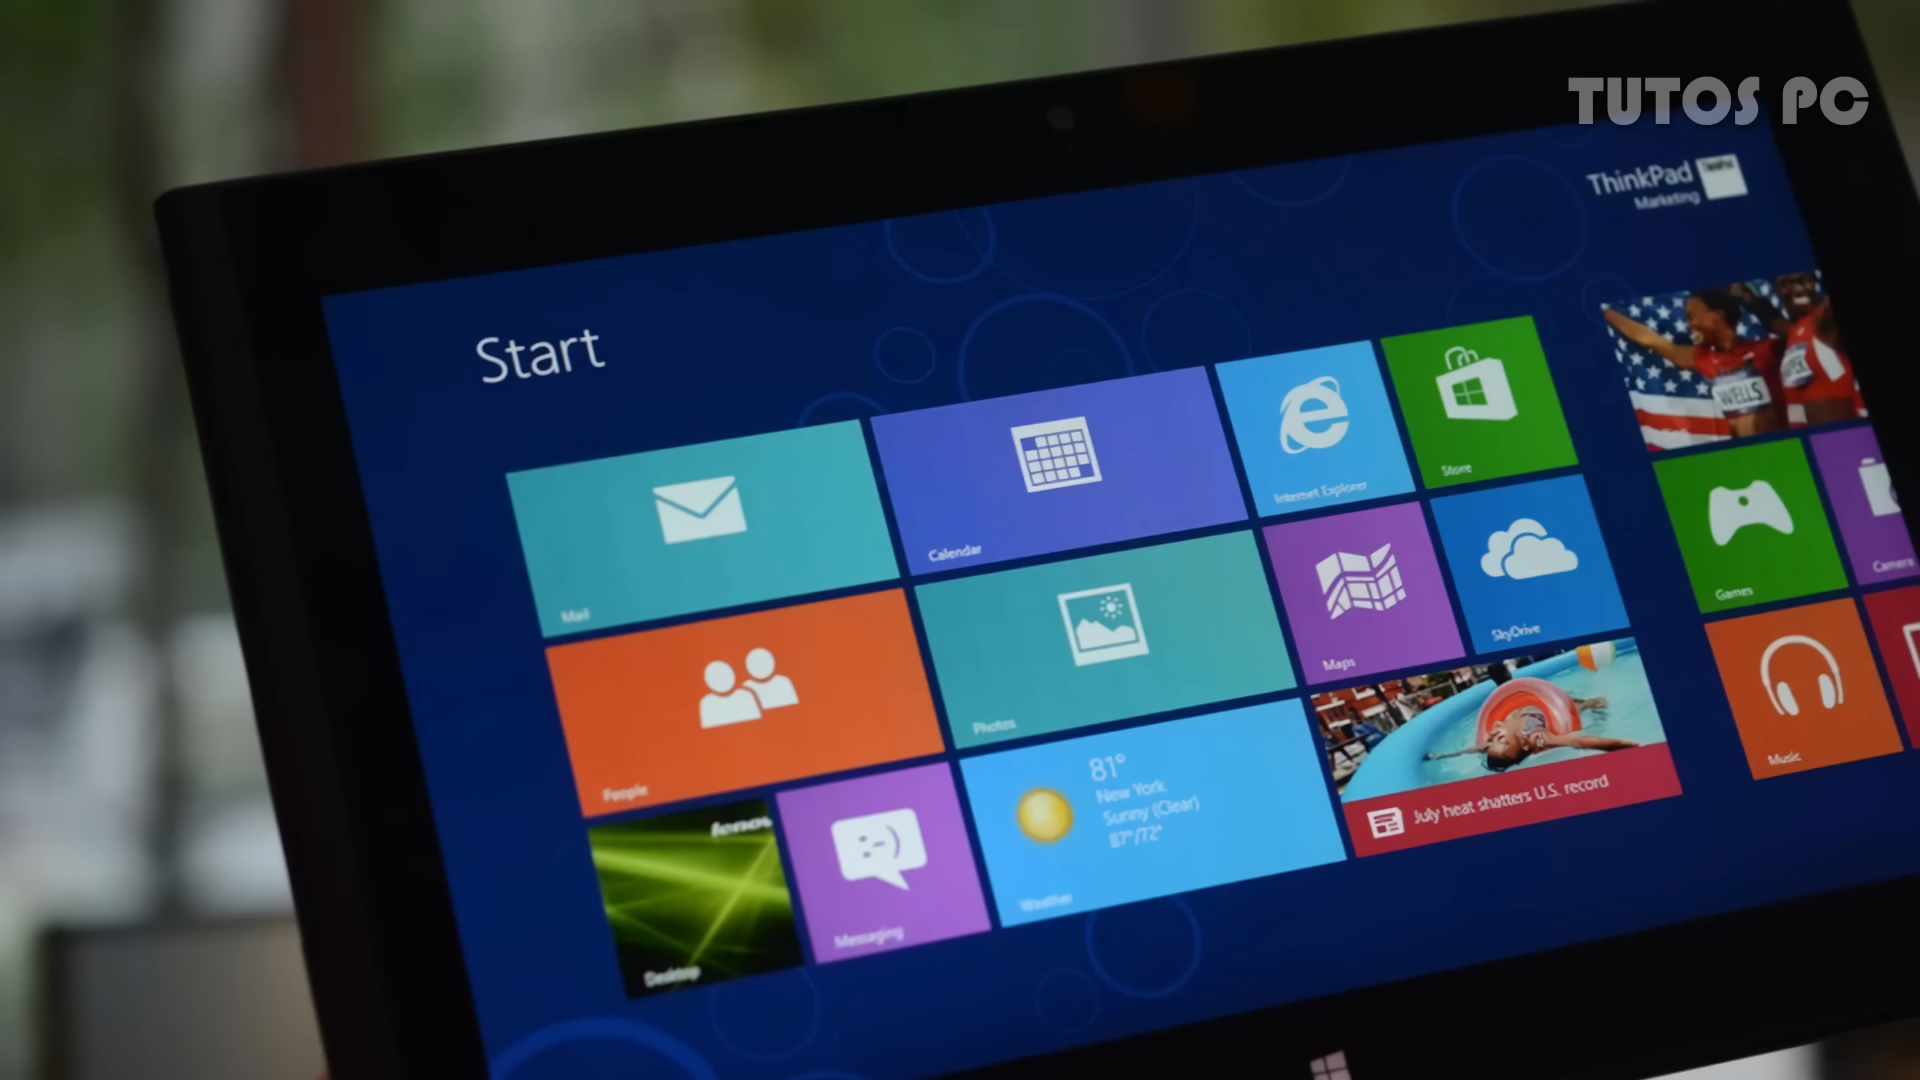 TUTOS PC
ThinkPad
Marketing
Start
Mail
Calendar
Internet Explorer
Store
WELLS
People
Photos
Maps
SkyDrive
Games
Camera
lenovo
Desktop
Messaging
81°
New York
Sunny (Clear)
87°/72°
Weather
July heat shatters U.S. record
Music